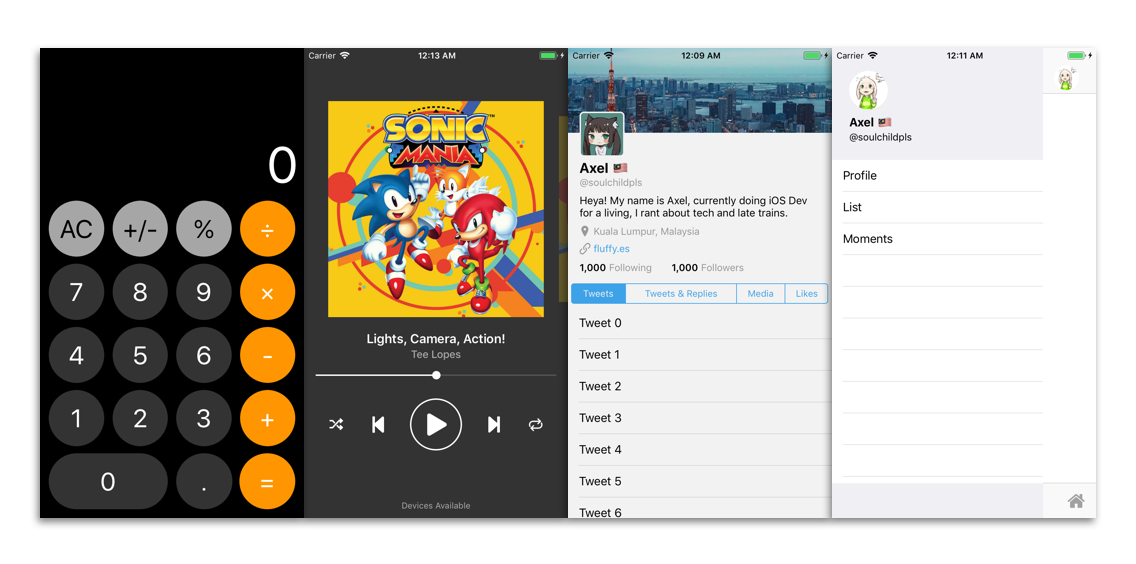 0
AC +/- % ÷
7 8 9 ×
4 5 6 -
1 2 3 +
0 . =
Carrier 12:13 AM
SONIC
MANIA
TM
Lights, Camera, Action!
Tee Lopes
Devices Available
Carrier 12:09 AM
Axel 🇲🇾
@soulchildpls
Heya! My name is Axel, currently doing iOS Dev
for a living, I rant about tech and late trains.
Kuala Lumpur, Malaysia
fluffy.es
1,000 Following 1,000 Followers
Tweets Tweets & Replies Media Likes
Tweet 0
Tweet 1
Tweet 2
Tweet 3
Tweet 4
Tweet 5
Tweet 6
Carrier 12:11 AM
Axel 🇲🇾
@soulchildpls
Profile
List
Moments